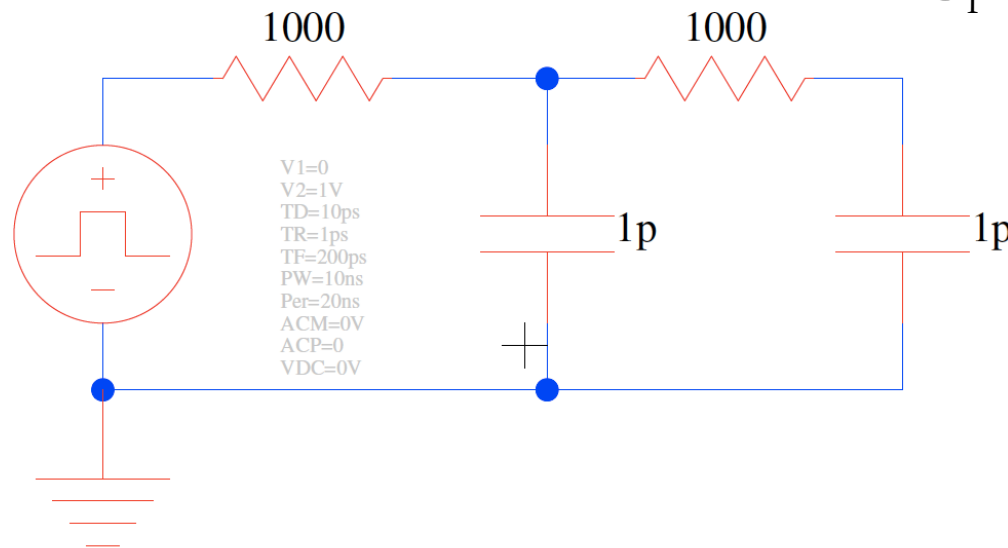 1000
1000
V1=0
V2=1V
TD=10ps
TR=1ps
TF=200ps
PW=10ns
Per=20ns
ACM=0V
ACP=0
VDC=0V
1p
1p